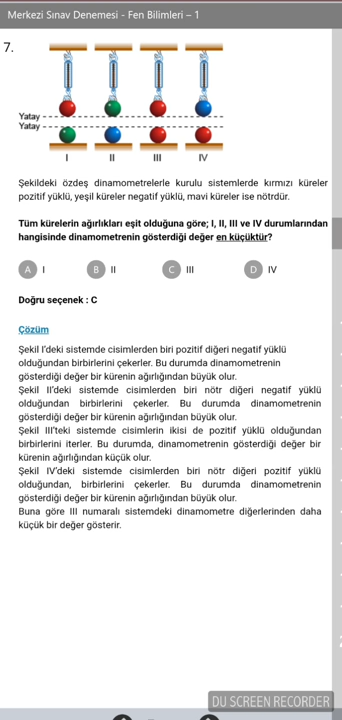 Merkezi Sınav Denemesi - Fen Bilimleri – 1
7.
Yatay
Yatay
I II III IV
Şekildeki özdeş dinamometrelerle kurulu sistemlerde kırmızı küreler
pozitif yüklü, yeşil küreler negatif yüklü, mavi küreler ise nötrdür.
Tüm kürelerin ağırlıkları eşit olduğuna göre; I, II, III ve IV durumlarından
hangisinde dinamometrenin gösterdiği değer en küçüktür?
A I B II C III D IV
Doğru seçenek : C
Çözüm
Şekil I'deki sistemde cisimlerden biri pozitif diğeri negatif yüklü
olduğundan birbirlerini çekerler. Bu durumda dinamometrenin
gösterdiği değer bir kürenin ağırlığından büyük olur.
Şekil II'deki sistemde cisimlerden biri nötr diğeri negatif yüklü
olduğundan birbirlerini çekerler. Bu durumda dinamometrenin
gösterdiği değer bir kürenin ağırlığından büyük olur.
Şekil III'teki sistemde cisimlerin ikisi de pozitif yüklü olduğundan
birbirlerini iterler. Bu durumda, dinamometrenin gösterdiği değer bir
kürenin ağırlığından küçük olur.
Şekil IV'deki sistemde cisimlerden biri nötr diğeri pozitif yüklü
olduğundan, birbirlerini çekerler. Bu durumda dinamometrenin
gösterdiği değer bir kürenin ağırlığından büyük olur.
Buna göre III numaralı sistemdeki dinamometre diğerlerinden daha
küçük bir değer gösterir.
DU SCREEN RECORDER